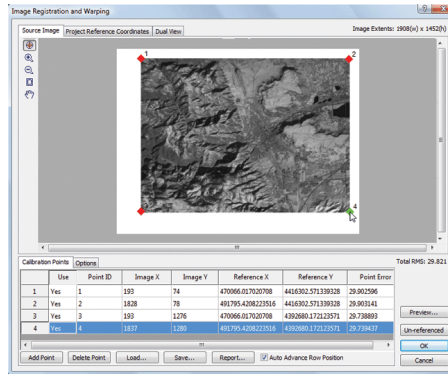 Image Registration and Warping
Source Image Project Reference Coordinates Dual View Image Extents: 1908(w) x 1452(h)
1 2
4
Calibration Points Options Total RMS: 29.821
Use Point ID Image X Image Y Reference X Reference Y Point Error
1 Yes 1 193 74 470066.017020708 4416302.571339328 29.902596
2 Yes 2 1828 78 491795.4208223516 4416302.571339328 29.903141
3 Yes 3 193 1276 470066.017020708 4392680.172123571 29.738893
4 Yes 4 1837 1280 491795.4208223516 4392680.172123571 29.739437
Preview...
Un-referenced
OK
Add Point Delete Point Load... Save... Report... Auto Advance Row Position Cancel